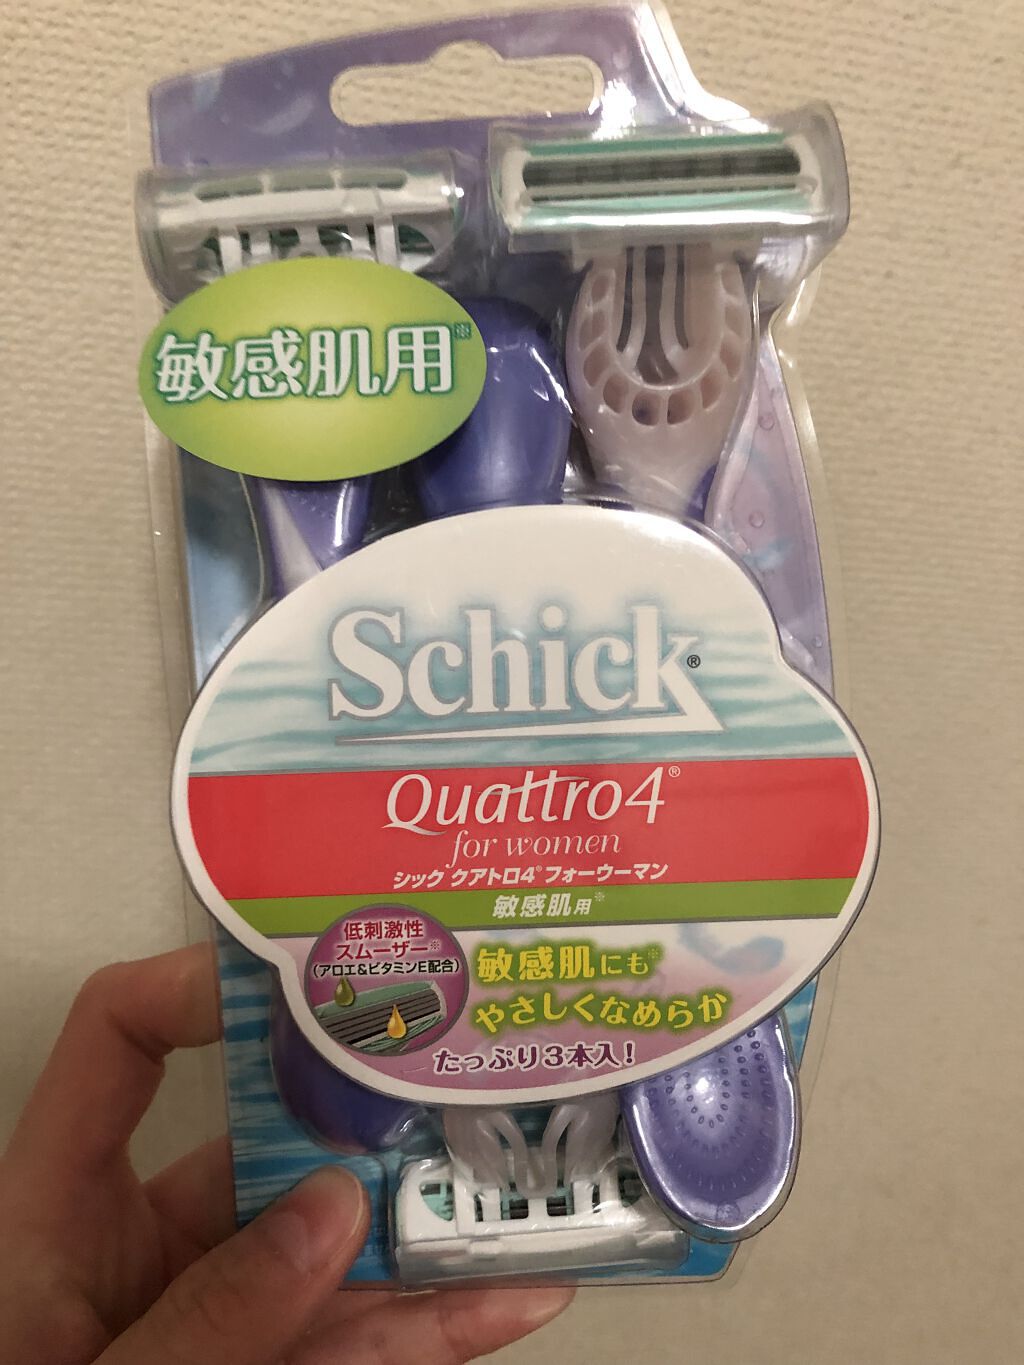 敏感肌用※
Schick®
Quattro4®
for women
シック クアトロ4®フォーウーマン
敏感肌用※
低刺激性
スムーザー※
(アロエ&ビタミンE配合)
敏感肌にも※
やさしくなめらか
たっぷり3本入!